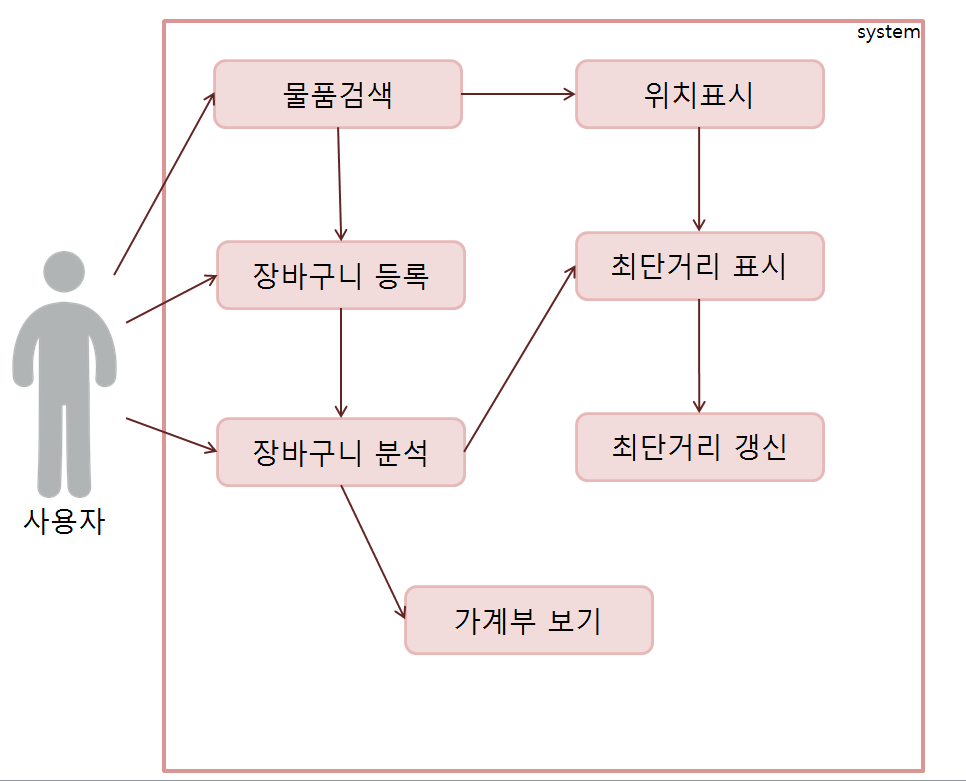 system
물품검색
위치표시
장바구니 등록
최단거리 표시
장바구니 분석
최단거리 갱신
사용자
가계부 보기